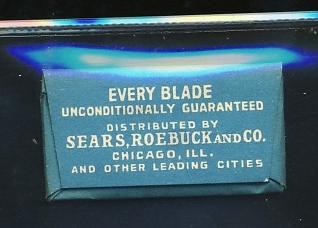 EVERY BLADE
UNCONDITIONALLY GUARANTEED
DISTRIBUTED BY
SEARS, ROEBUCK AND CO.
CHICAGO, ILL.
AND OTHER LEADING CITIES